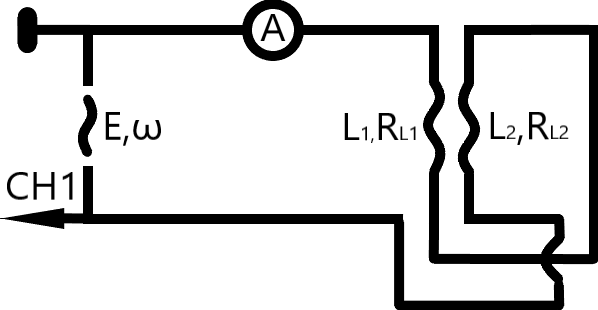 A
E,ω
L1,RL1
L2,RL2
CH1